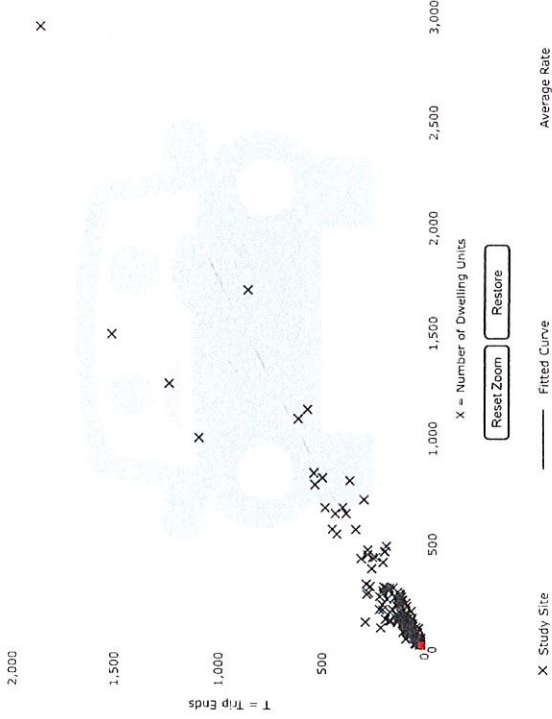 2,000
1,500
1,000
500
0
T = Trip Ends
0
500
1,000
1,500
2,000
2,500
3,000
X = Number of Dwelling Units
Reset Zoom
Restore
X Study Site
Fitted Curve
Average Rate